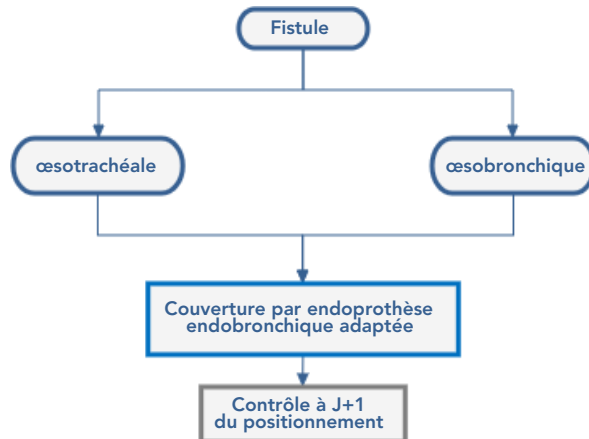 Fistule
œsotrachéale
œsobronchique
Couverture par endoprothèse
endobronchique adaptée
Contrôle à J+1
du positionnement